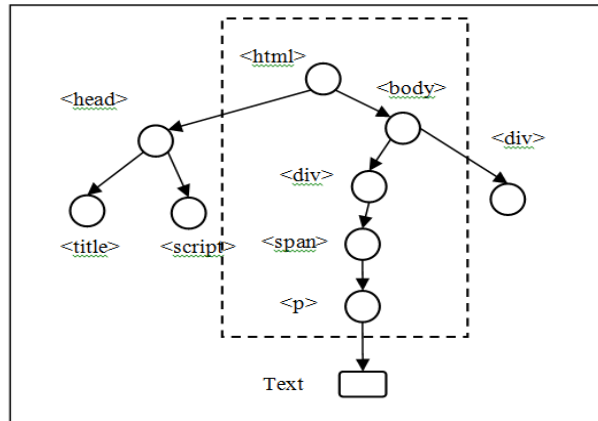 <html>
<body>
<head>
<div>
<div>
<title>
<script>
<span>
<p>
Text